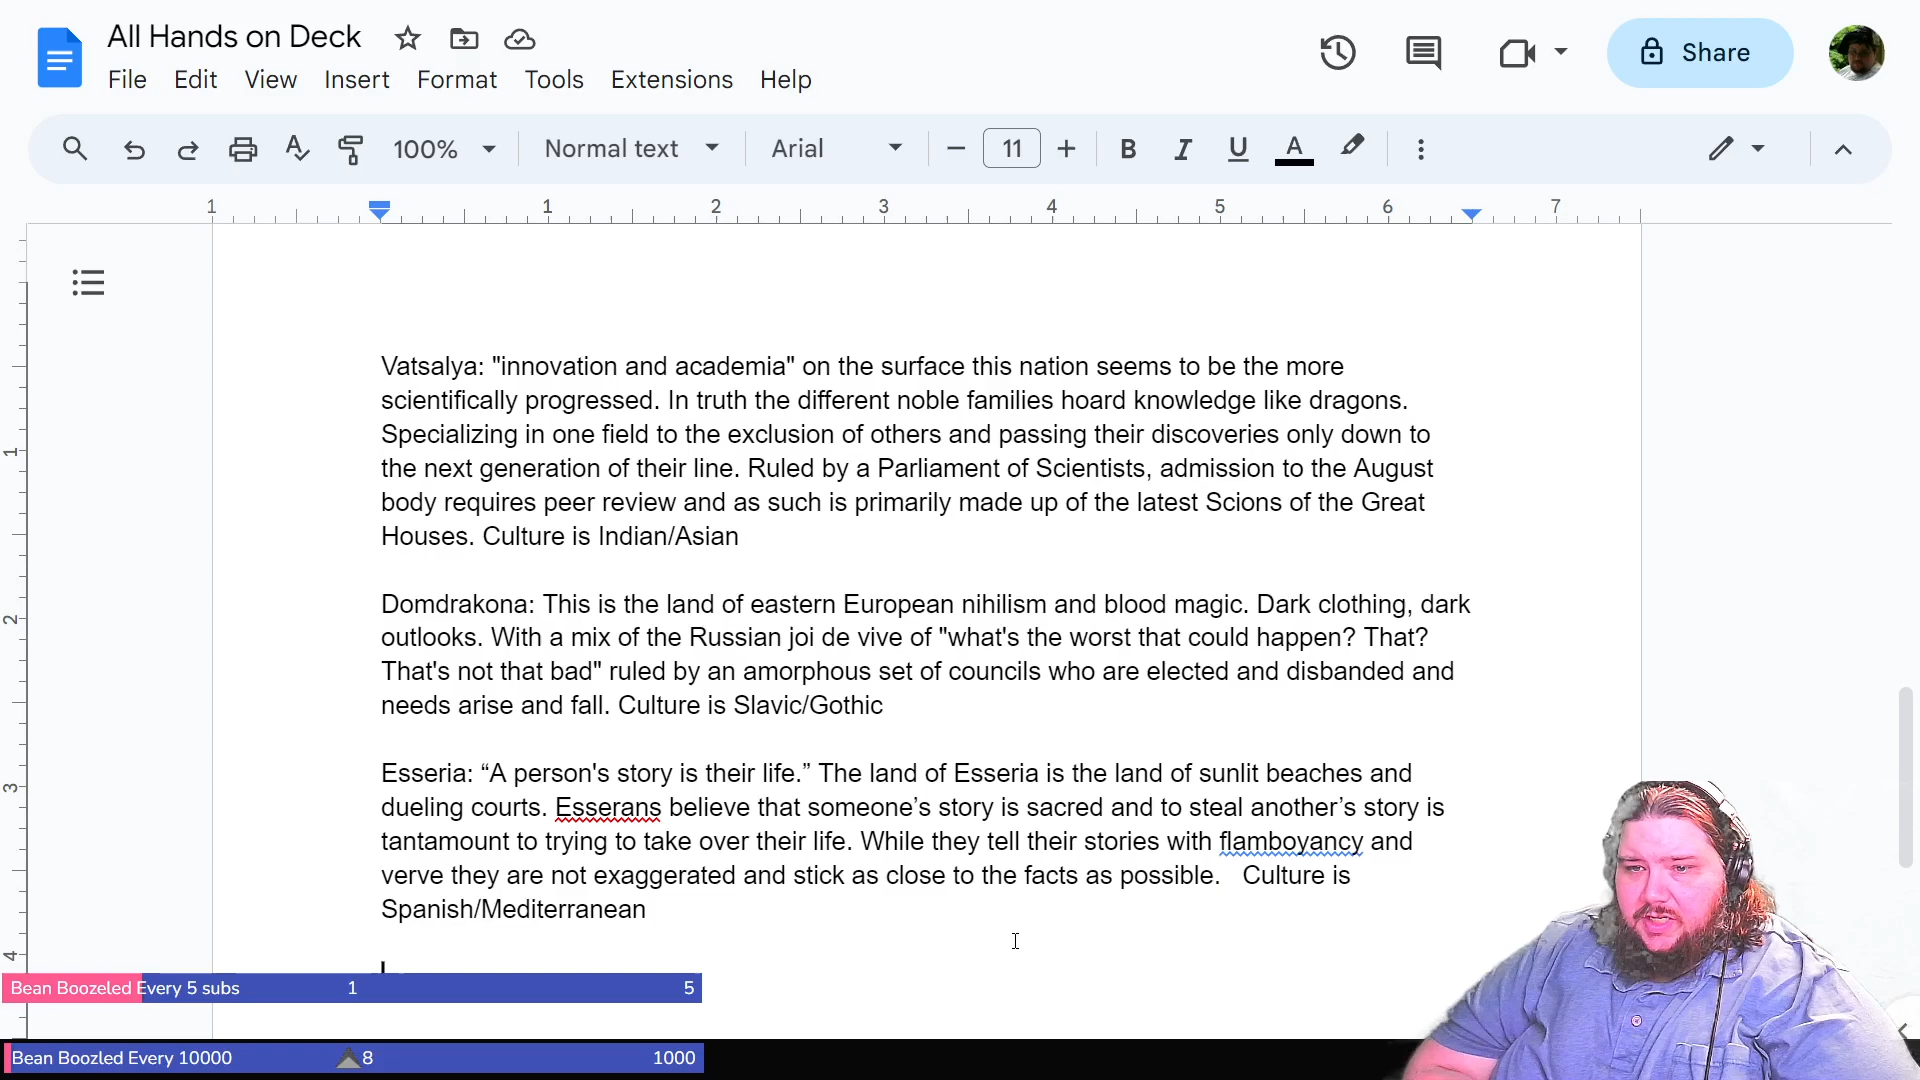 All Hands on Deck
File Edit View Insert Format Tools Extensions Help
Share
100% Normal text Arial 11 B I U A
1 1 2 3 4 5 6 7
Vatsalya: "innovation and academia" on the surface this nation seems to be the more
scientifically progressed. In truth the different noble families hoard knowledge like dragons.
Specializing in one field to the exclusion of others and passing their discoveries only down to
the next generation of their line. Ruled by a Parliament of Scientists, admission to the August
body requires peer review and as such is primarily made up of the latest Scions of the Great
Houses. Culture is Indian/Asian
Domdrakona: This is the land of eastern European nihilism and blood magic. Dark clothing, dark
outlooks. With a mix of the Russian joi de vive of "what's the worst that could happen? That?
That's not that bad" ruled by an amorphous set of councils who are elected and disbanded and
needs arise and fall. Culture is Slavic/Gothic
Esseria: “A person's story is their life.” The land of Esseria is the land of sunlit beaches and
dueling courts. Esserans believe that someone’s story is sacred and to steal another’s story is
tantamount to trying to take over their life. While they tell their stories with flamboyancy and
verve they are not exaggerated and stick as close to the facts as possible.   Culture is
Spanish/Mediterranean
1
2
3
4
Bean Boozeled Every 5 subs 1 5
Bean Boozled Every 10000 8 1000